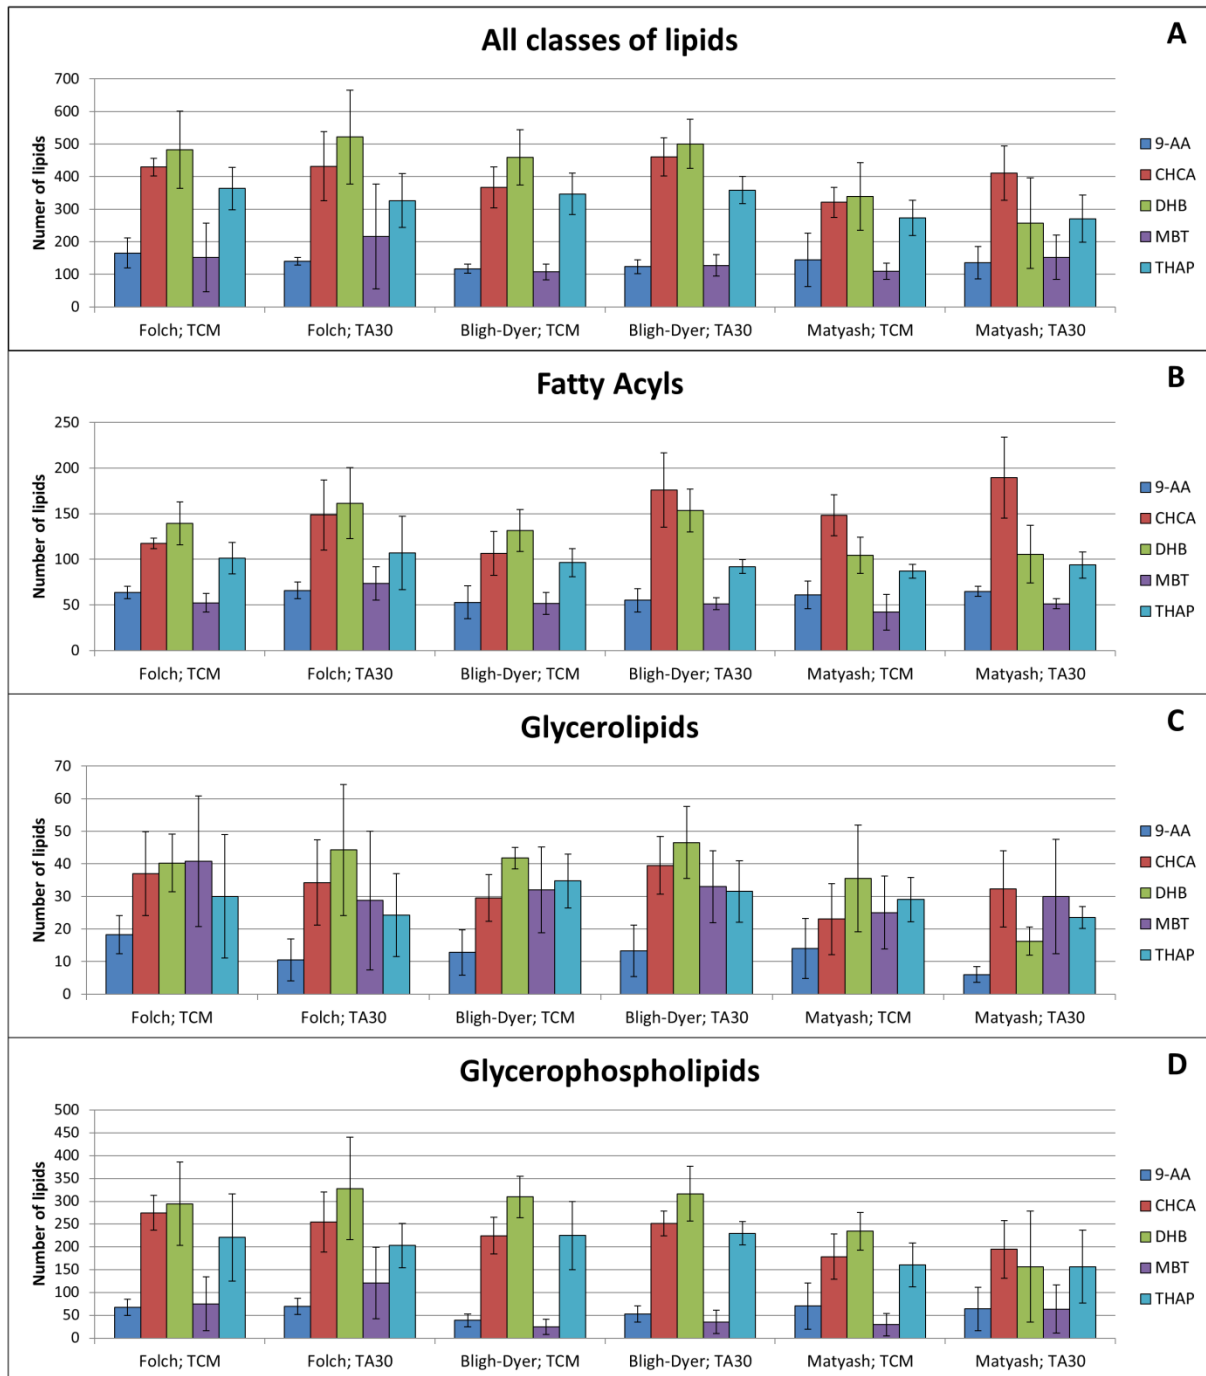 All classes of lipids
A
Numer of lipids
700
600
500
400
300
200
100
0
Folch; TCM
Folch; TA30
Bligh-Dyer; TCM
Bligh-Dyer; TA30
Matyash; TCM
Matyash; TA30
9-AA
CHCA
DHB
MBT
THAP
Fatty Acyls
B
Number of lipids
250
200
150
100
50
0
Folch; TCM
Folch; TA30
Bligh-Dyer; TCM
Bligh-Dyer; TA30
Matyash; TCM
Matyash; TA30
9-AA
CHCA
DHB
MBT
THAP
Glycerolipids
C
Number of lipids
70
60
50
40
30
20
10
0
Folch; TCM
Folch; TA30
Bligh-Dyer; TCM
Bligh-Dyer; TA30
Matyash; TCM
Matyash; TA30
9-AA
CHCA
DHB
MBT
THAP
Glycerophospholipids
D
Number of lipids
500
450
400
350
300
250
200
150
100
50
0
Folch; TCM
Folch; TA30
Bligh-Dyer; TCM
Bligh-Dyer; TA30
Matyash; TCM
Matyash; TA30
9-AA
CHCA
DHB
MBT
THAP